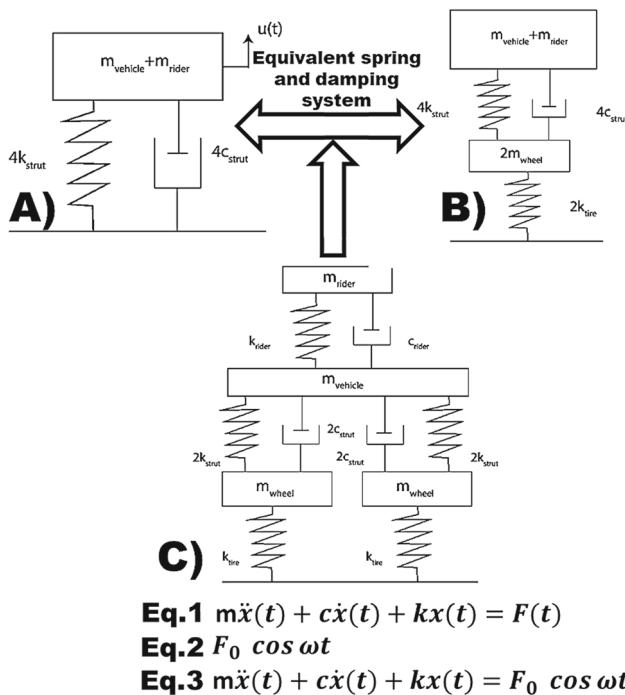 u(t)
m_vehicle+m_rider
Equivalent spring
and damping
system
4k_strut
4c_strut
A)
m_vehicle+m_rider
4k_strut
4c_stru
2m_wheel
2k_tire
B)
m_rider
k_rider
c_rider
m_vehicle
2c_strut
2k_strut
2c_strut
2k_strut
m_wheel
m_wheel
k_tire
k_tire
C)
Eq.1 mẍ(t) + cẋ(t) + kx(t) = F(t)
Eq.2 F₀ cos ωt
Eq.3 mẍ(t) + cẋ(t) + kx(t) = F₀ cos ωt